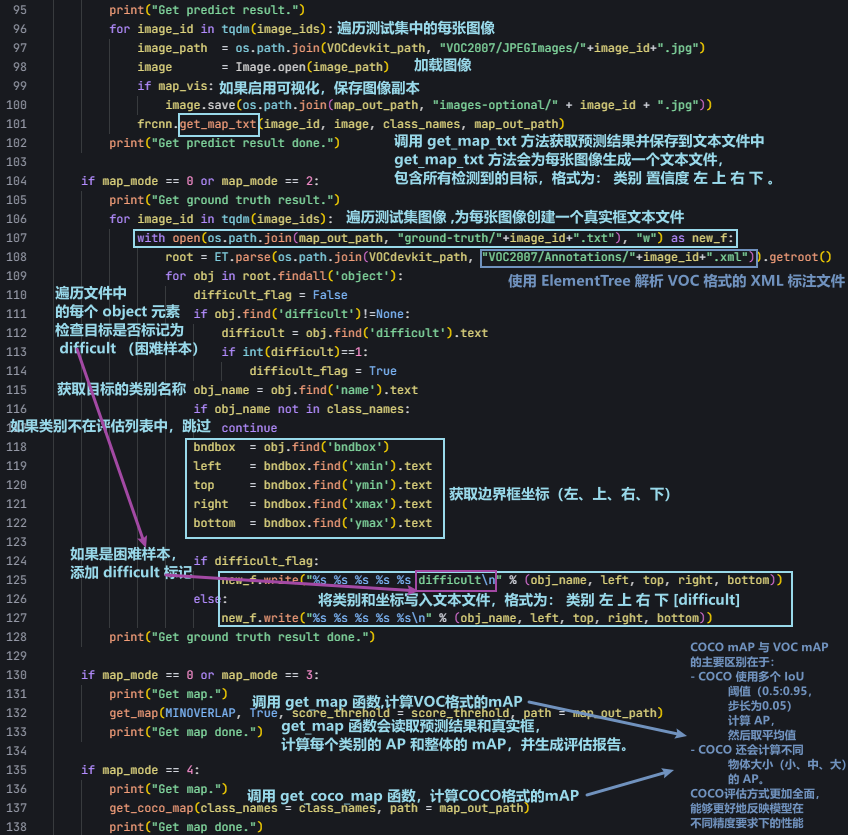 95 print("Get predict result.")
96 for image_id in tqdm(image_ids): 遍历测试集中的每张图像
97 image_path = os.path.join(VOCdevkit_path, "VOC2007/JPEGImages/"+image_id+".jpg")
98 image = Image.open(image_path) 加载图像
99 if map_vis: 如果启用可视化，保存图像副本
100 image.save(os.path.join(map_out_path, "images-optional/" + image_id + ".jpg"))
101 frcnn.get_map_txt(image_id, image, class_names, map_out_path)
102 print("Get predict result done.") 调用 get_map_txt 方法获取预测结果并保存到文本文件中
103 get_map_txt 方法会为每张图像生成一个文本文件，
包含所有检测到的目标，格式为： 类别 置信度 左 上 右 下 。
104 if map_mode == 0 or map_mode == 2:
105 print("Get ground truth result.")
106 for image_id in tqdm(image_ids): 遍历测试集图像 ,为每张图像创建一个真实框文本文件
107 with open(os.path.join(map_out_path, "ground-truth/"+image_id+".txt"), "w") as new_f:
108 root = ET.parse(os.path.join(VOCdevkit_path, "VOC2007/Annotations/"+image_id+".xml")).getroot()
109 for obj in root.findall('object'): 使用 ElementTree 解析 VOC 格式的 XML 标注文件
110 difficult_flag = False
111 if obj.find('difficult')!=None:
112 difficult = obj.find('difficult').text
113 if int(difficult)==1:
114 difficult_flag = True
遍历文件中
的每个 object 元素
检查目标是否标记为
difficult （困难样本）
115 获取目标的类别名称 obj_name = obj.find('name').text
116 if obj_name not in class_names:
如果类别不在评估列表中，跳过 continue
118 bndbox = obj.find('bndbox')
119 left = bndbox.find('xmin').text
120 top = bndbox.find('ymin').text
121 right = bndbox.find('xmax').text
122 bottom = bndbox.find('ymax').text
获取边界框坐标（左、上、右、下）
123
如果是困难样本，
添加 difficult 标记
124 if difficult_flag:
125 new_f.write("%s %s %s %s %s difficult\n" % (obj_name, left, top, right, bottom))
126 else: 将类别和坐标写入文本文件，格式为： 类别 左 上 右 下 [difficult]
127 new_f.write("%s %s %s %s %s\n" % (obj_name, left, top, right, bottom))
128 print("Get ground truth result done.")
129
130 if map_mode == 0 or map_mode == 3:
131 print("Get map.") 调用 get_map 函数,计算VOC格式的mAP
132 get_map(MINOVERLAP, True, score_threhold = score_threhold, path = map_out_path)
133 print("Get map done.") get_map 函数会读取预测结果和真实框，
134 计算每个类别的 AP 和整体的 mAP，并生成评估报告。
135 if map_mode == 4:
136 print("Get map.") 调用 get_coco_map 函数，计算COCO格式的mAP
137 get_coco_map(class_names = class_names, path = map_out_path)
138 print("Get map done.")
COCO mAP 与 VOC mAP
的主要区别在于：
- COCO 使用多个 IoU
阈值（0.5:0.95，
步长为0.05）
计算 AP，
然后取平均值
- COCO 还会计算不同
物体大小（小、中、大）
的 AP。
COCO评估方式更加全面，
能够更好地反映模型在
不同精度要求下的性能